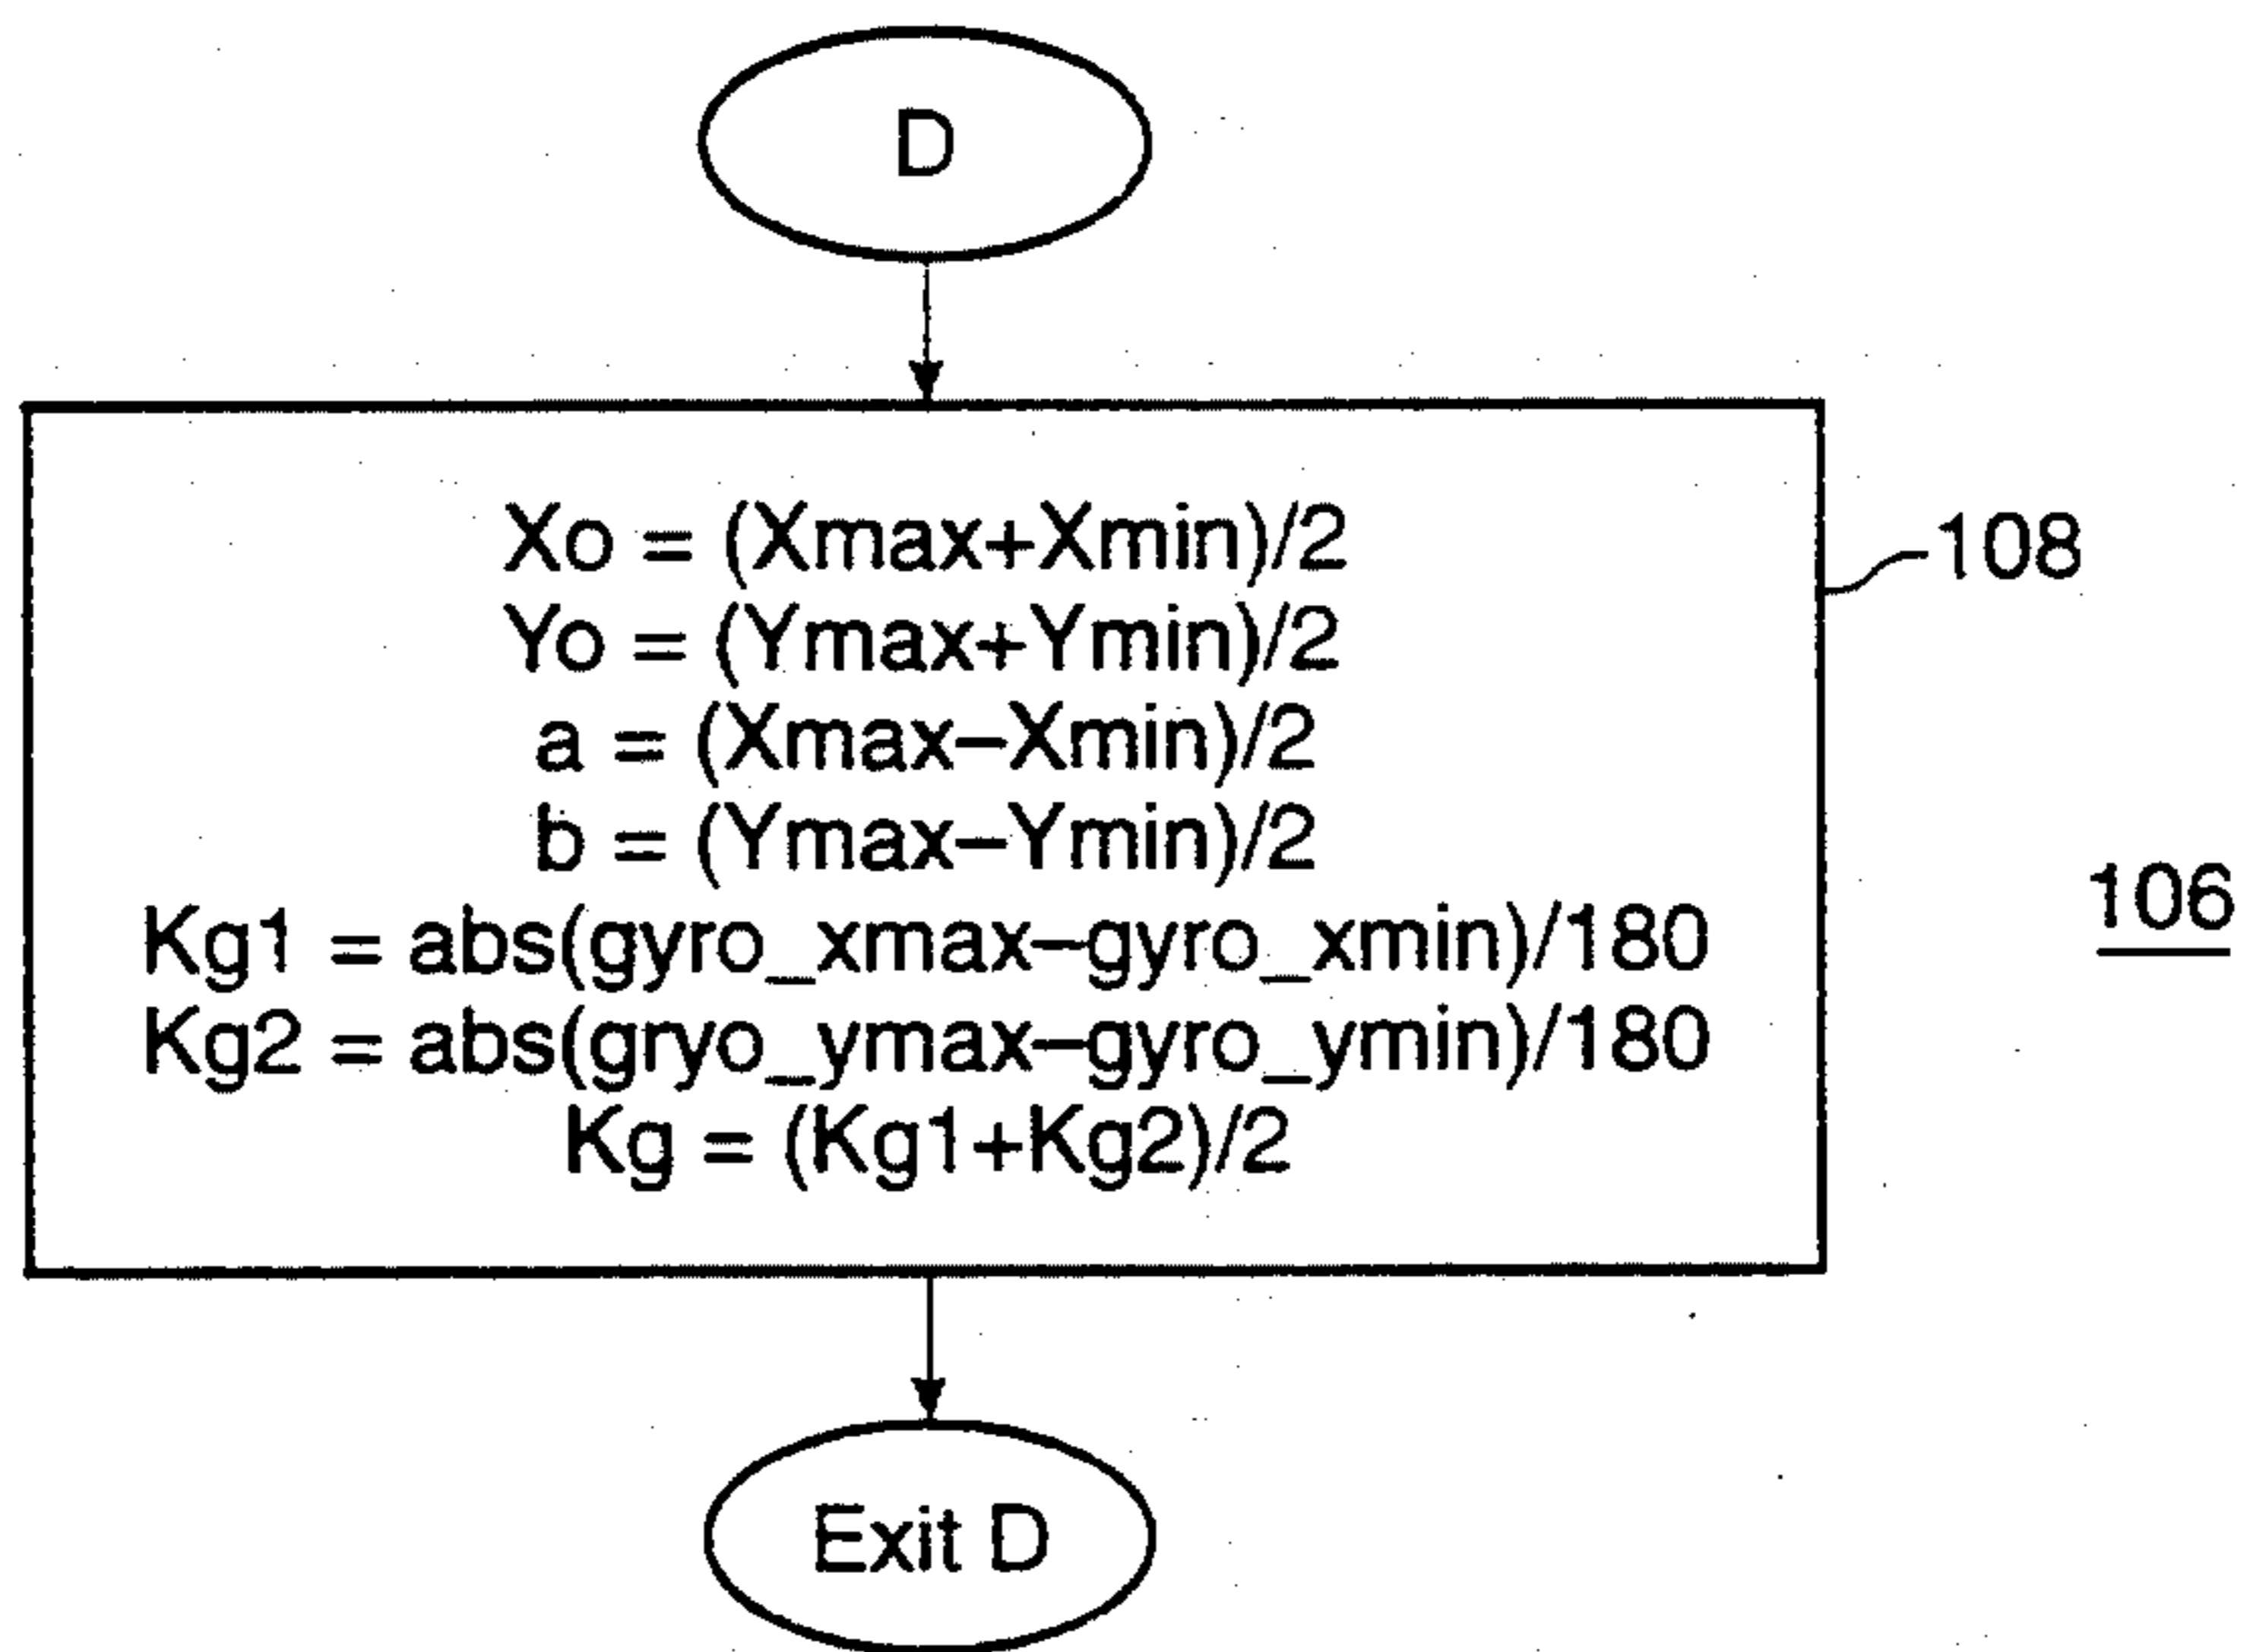 D
Xo = (Xmax+Xmin)/2
Yo = (Ymax+Ymin)/2
a = (Xmax–Xmin)/2
b = (Ymax–Ymin)/2
Kg1 = abs(gyro_xmax–gyro_xmin)/180
Kg2 = abs(gryo_ymax–gyro_ymin)/180
Kg = (Kg1+Kg2)/2
108
106
Exit D